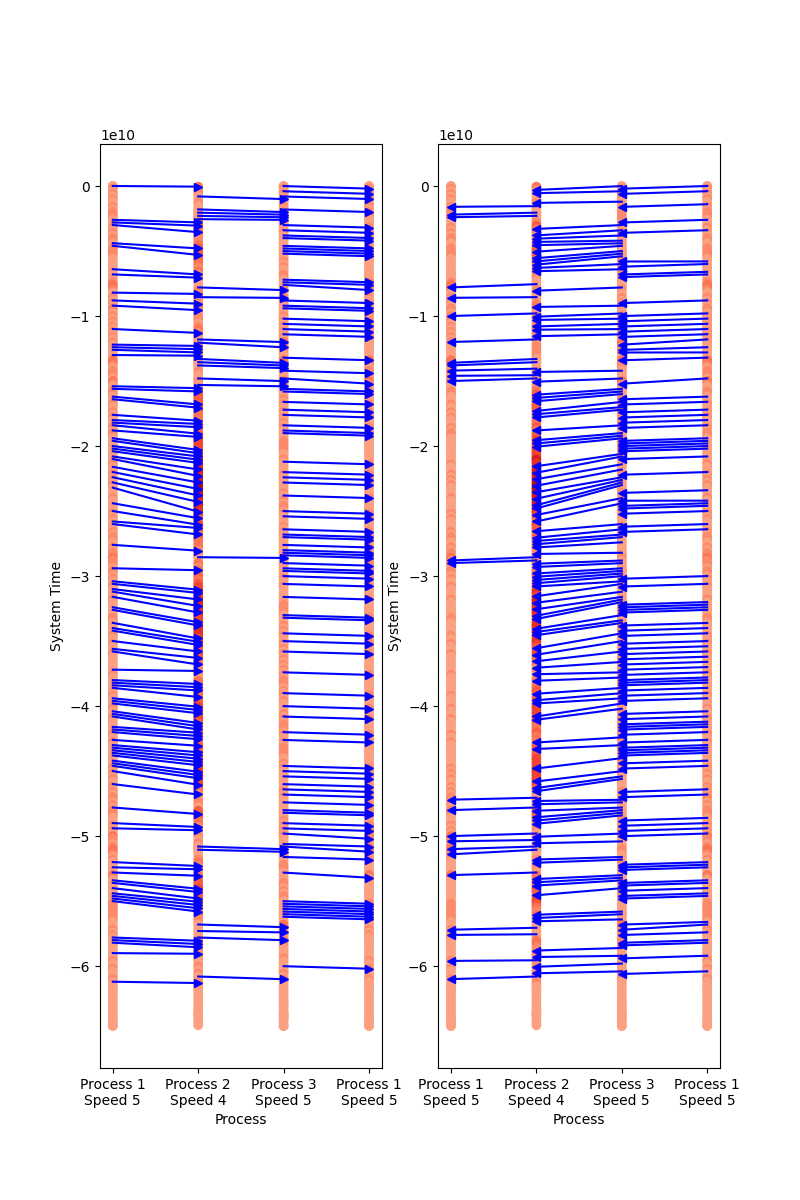 1e10
1e10
0
−1
−2
−3
−4
−5
−6
System Time
Process 1
Speed 5
Process 2
Speed 4
Process 3
Speed 5
Process 1
Speed 5
Process
0
−1
−2
−3
−4
−5
−6
System Time
Process 1
Speed 5
Process 2
Speed 4
Process 3
Speed 5
Process 1
Speed 5
Process